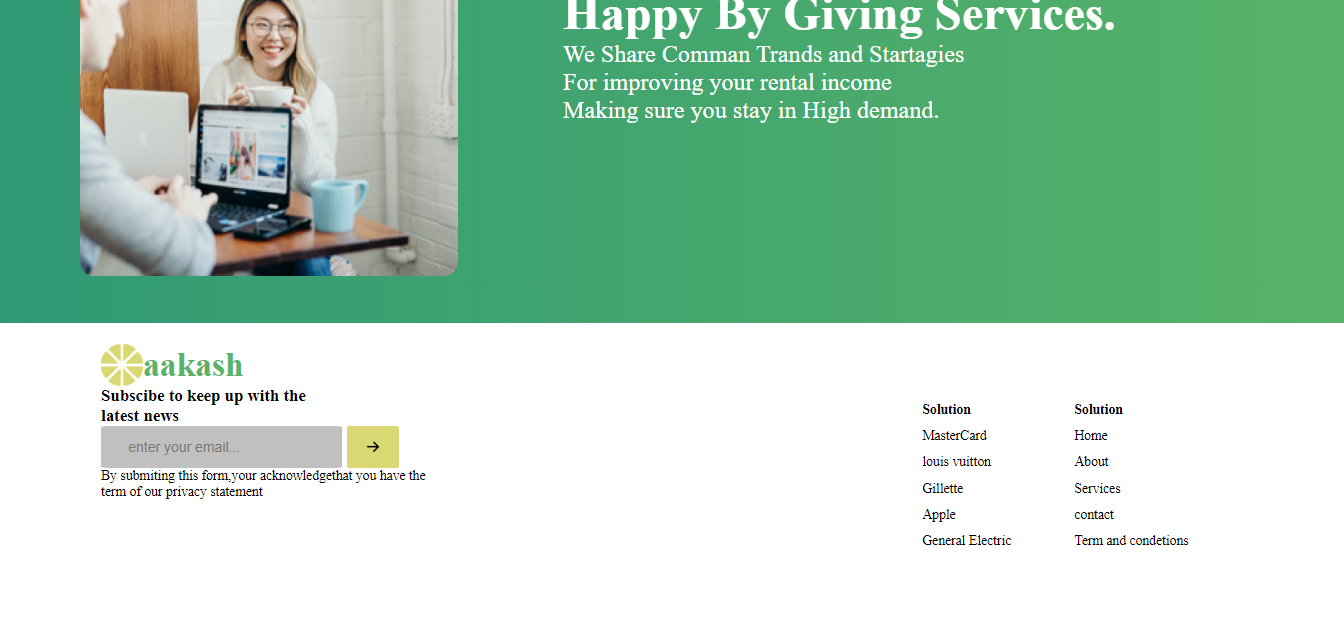 Happy By Giving Services.
We Share Comman Trands and Startagies
For improving your rental income
Making sure you stay in High demand.
aakash
Subscibe to keep up with the
latest news
enter your email...
By submiting this form,your acknowledgethat you have the
term of our privacy statement
Solution
MasterCard
louis vuitton
Gillette
Apple
General Electric
Solution
Home
About
Services
contact
Term and condetions